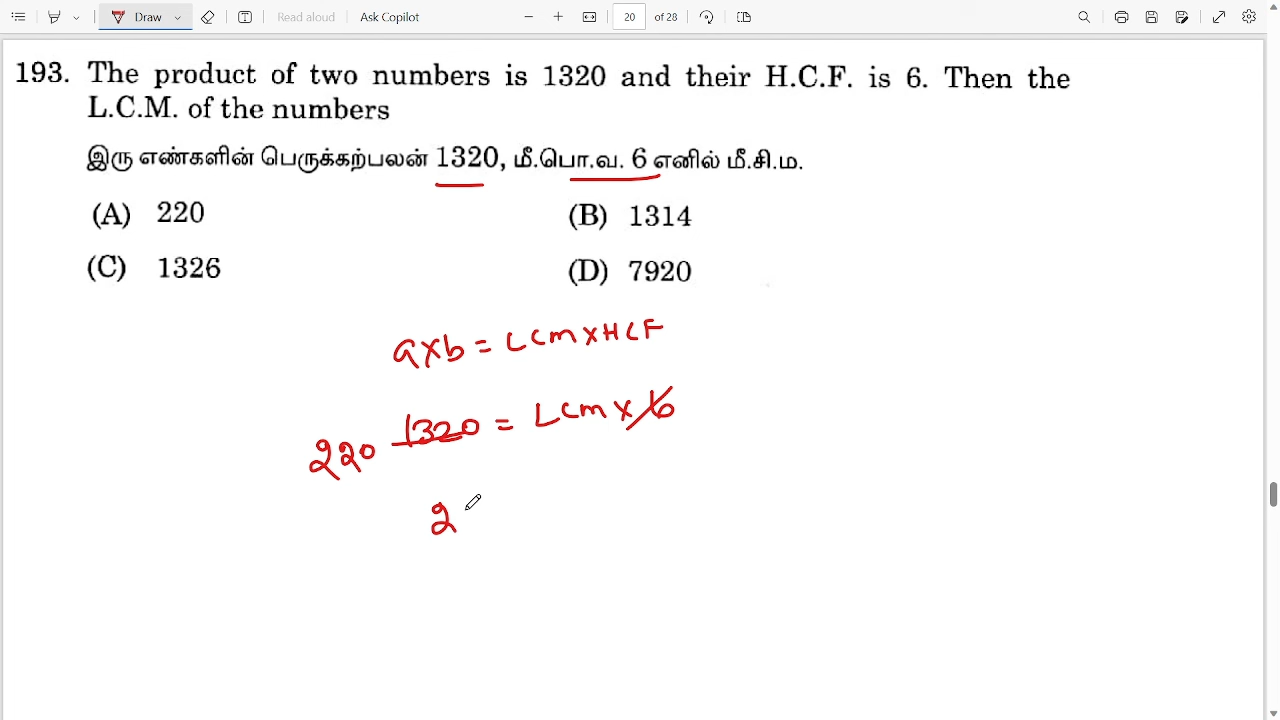 Draw Read aloud Ask Copilot 20 of 28
193. The product of two numbers is 1320 and their H.C.F. is 6. Then the
L.C.M. of the numbers
இரு எண்களின் பெருக்கற்பலன் 1320, மீ.பொ.வ. 6 எனில் மீ.சி.ம.
(A) 220 (B) 1314
(C) 1326 (D) 7920
a×b = LCM×HCF
220 1320 = LCM × 6
2